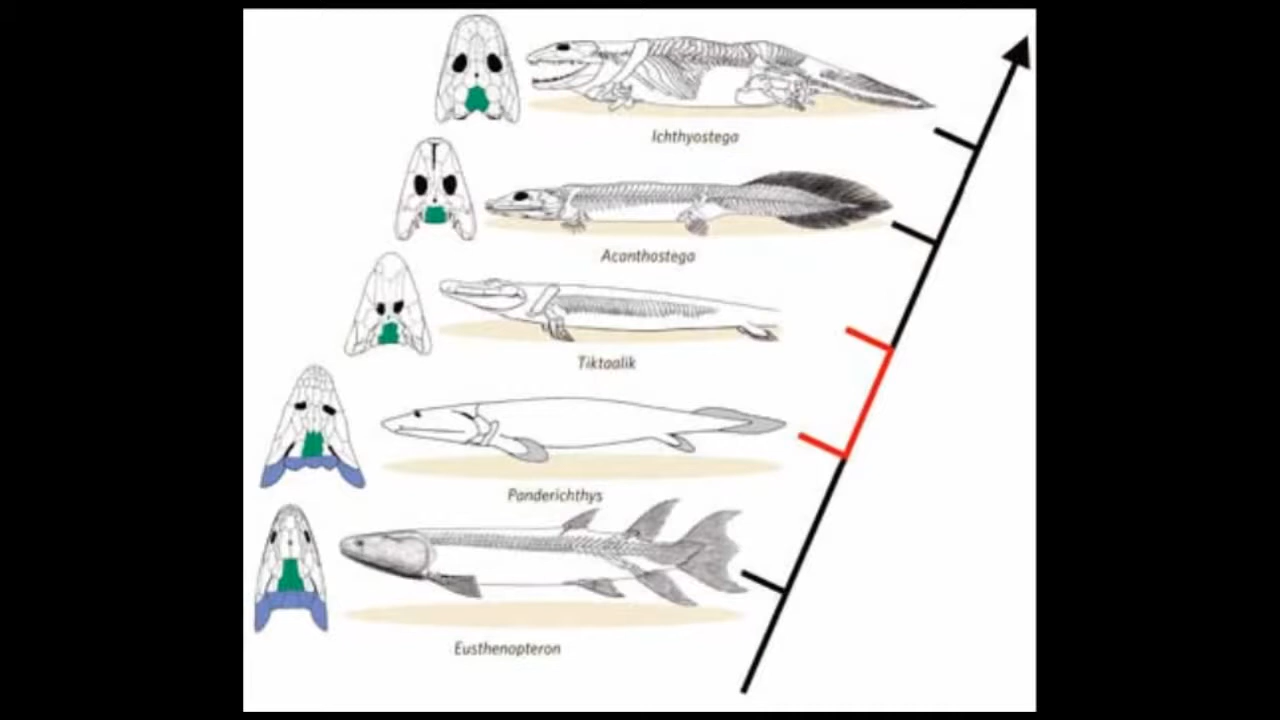 Ichthyostega
Acanthostega
Tiktaalik
Panderichthys
Eusthenopteron